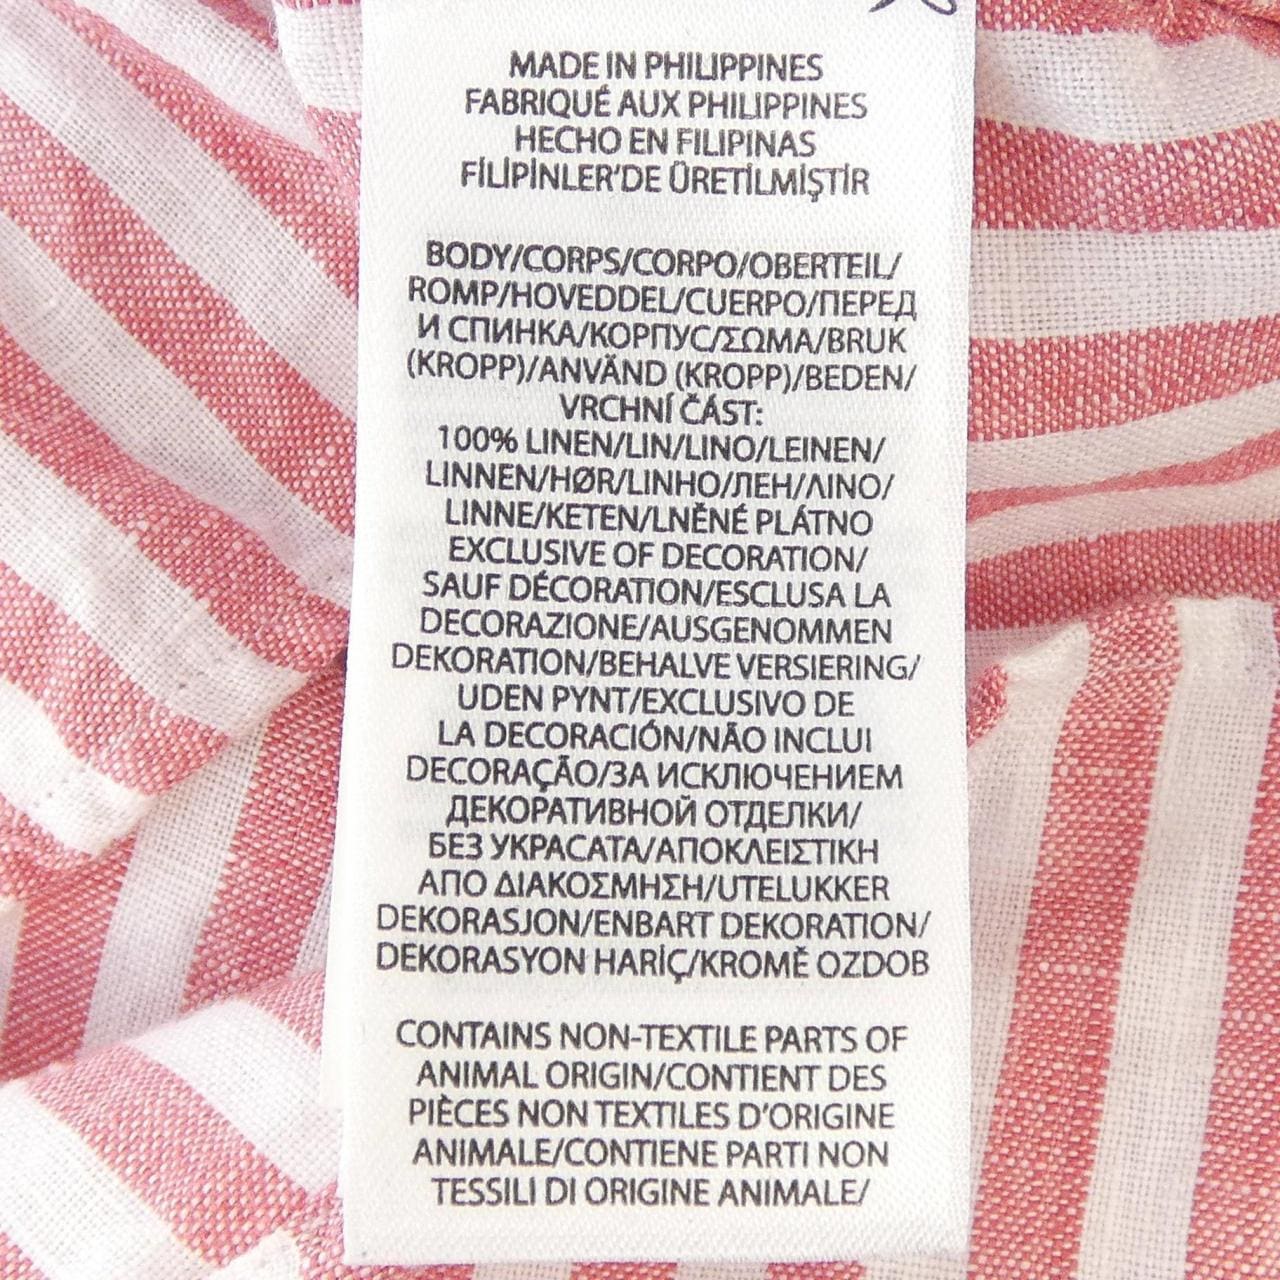 MADE IN PHILIPPINES
FABRIQUÉ AUX PHILIPPINES
HECHO EN FILIPINAS
FİLİPİNLER'DE ÜRETİLMİŞTİR
BODY/CORPS/CORPO/OBERTEIL/
ROMP/HOVEDDEL/CUERPO/ПЕРЕД
И СПИНКА/КОРПУС/ΣΩΜΑ/BRUK
(KROPP)/ANVÄND (KROPP)/BEDEN/
VRCHNÍ ČÁST:
100% LINEN/LIN/LINO/LEINEN/
LINNEN/HØR/LINHO/ЛЕН/ΛΙΝΟ/
LINNE/KETEN/LNĚNÉ PLÁTNO
EXCLUSIVE OF DECORATION/
SAUF DÉCORATION/ESCLUSA LA
DECORAZIONE/AUSGENOMMEN
DEKORATION/BEHALVE VERSIERING/
UDEN PYNT/EXCLUSIVO DE
LA DECORACIÓN/NÃO INCLUI
DECORAÇÃO/ЗА ИСКЛЮЧЕНИЕМ
ДЕКОРАТИВНОЙ ОТДЕЛКИ/
БЕЗ УКРАСАТА/ΑΠΟΚΛΕΙΣΤΙΚΗ
ΑΠΟ ΔΙΑΚΟΣΜΗΣΗ/UTELUKKER
DEKORASJON/ENBART DEKORATION/
DEKORASYON HARİÇ/KROMĚ OZDOB
CONTAINS NON-TEXTILE PARTS OF
ANIMAL ORIGIN/CONTIENT DES
PIÈCES NON TEXTILES D'ORIGINE
ANIMALE/CONTIENE PARTI NON
TESSILI DI ORIGINE ANIMALE/